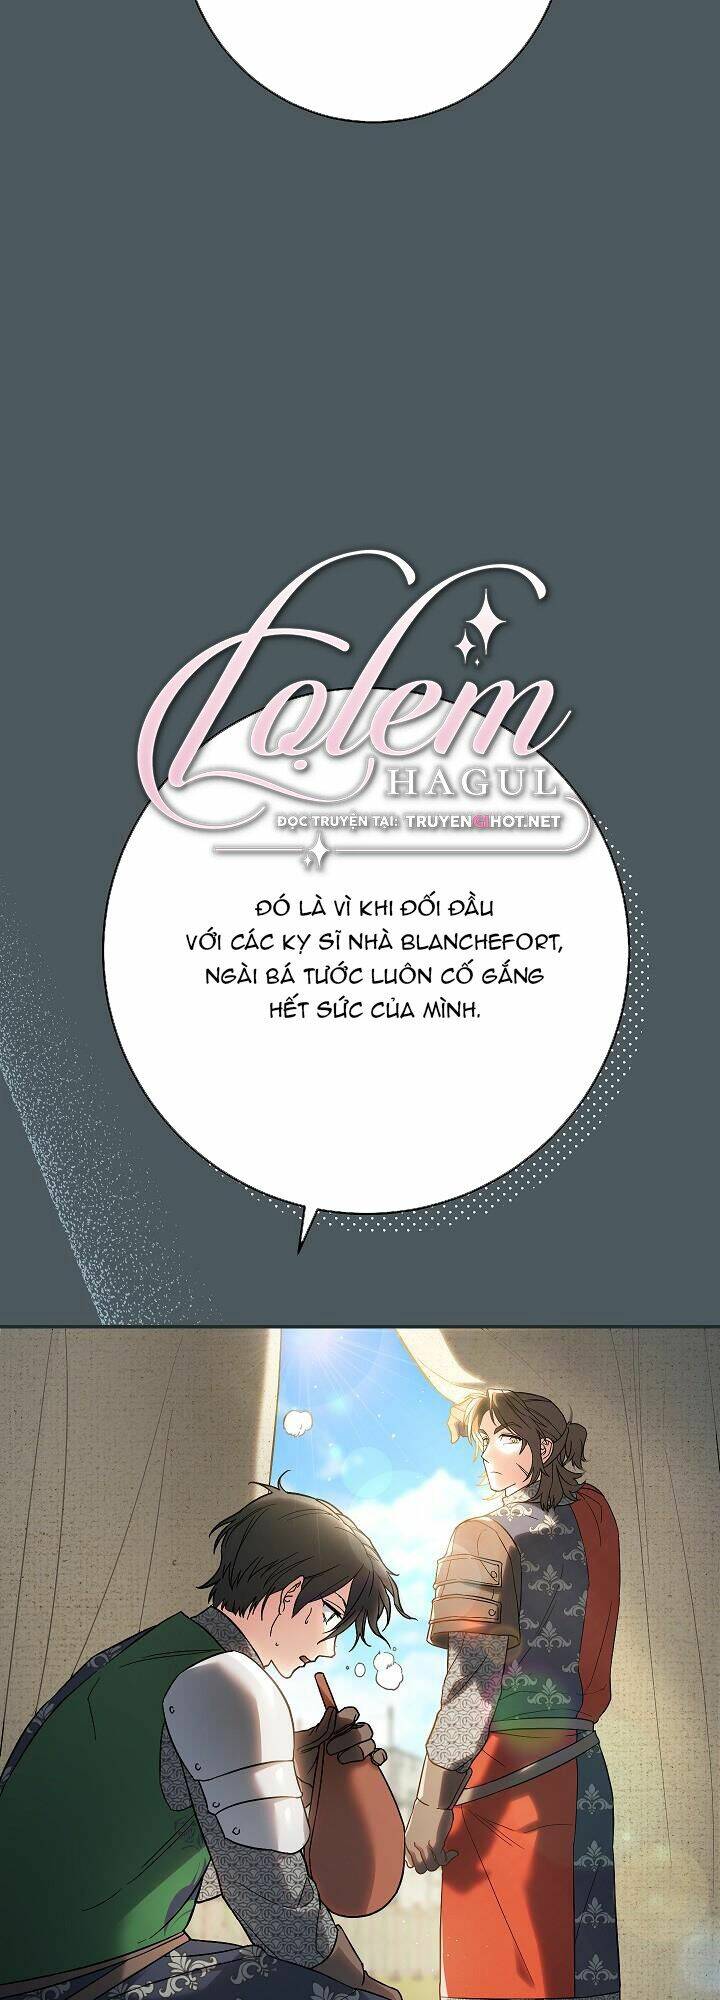 Lọlem
HAGUL
ĐỌC TRUYỆN TẠI: TRUYENGIHOT.NET
ĐÓ LÀ VÌ KHI ĐỐI ĐẦU
VỚI CÁC KỴ SĨ NHÀ BLANCHEFORT,
NGÀI BÁ TƯỚC LUÔN CỐ GẮNG
HẾT SỨC CỦA MÌNH.